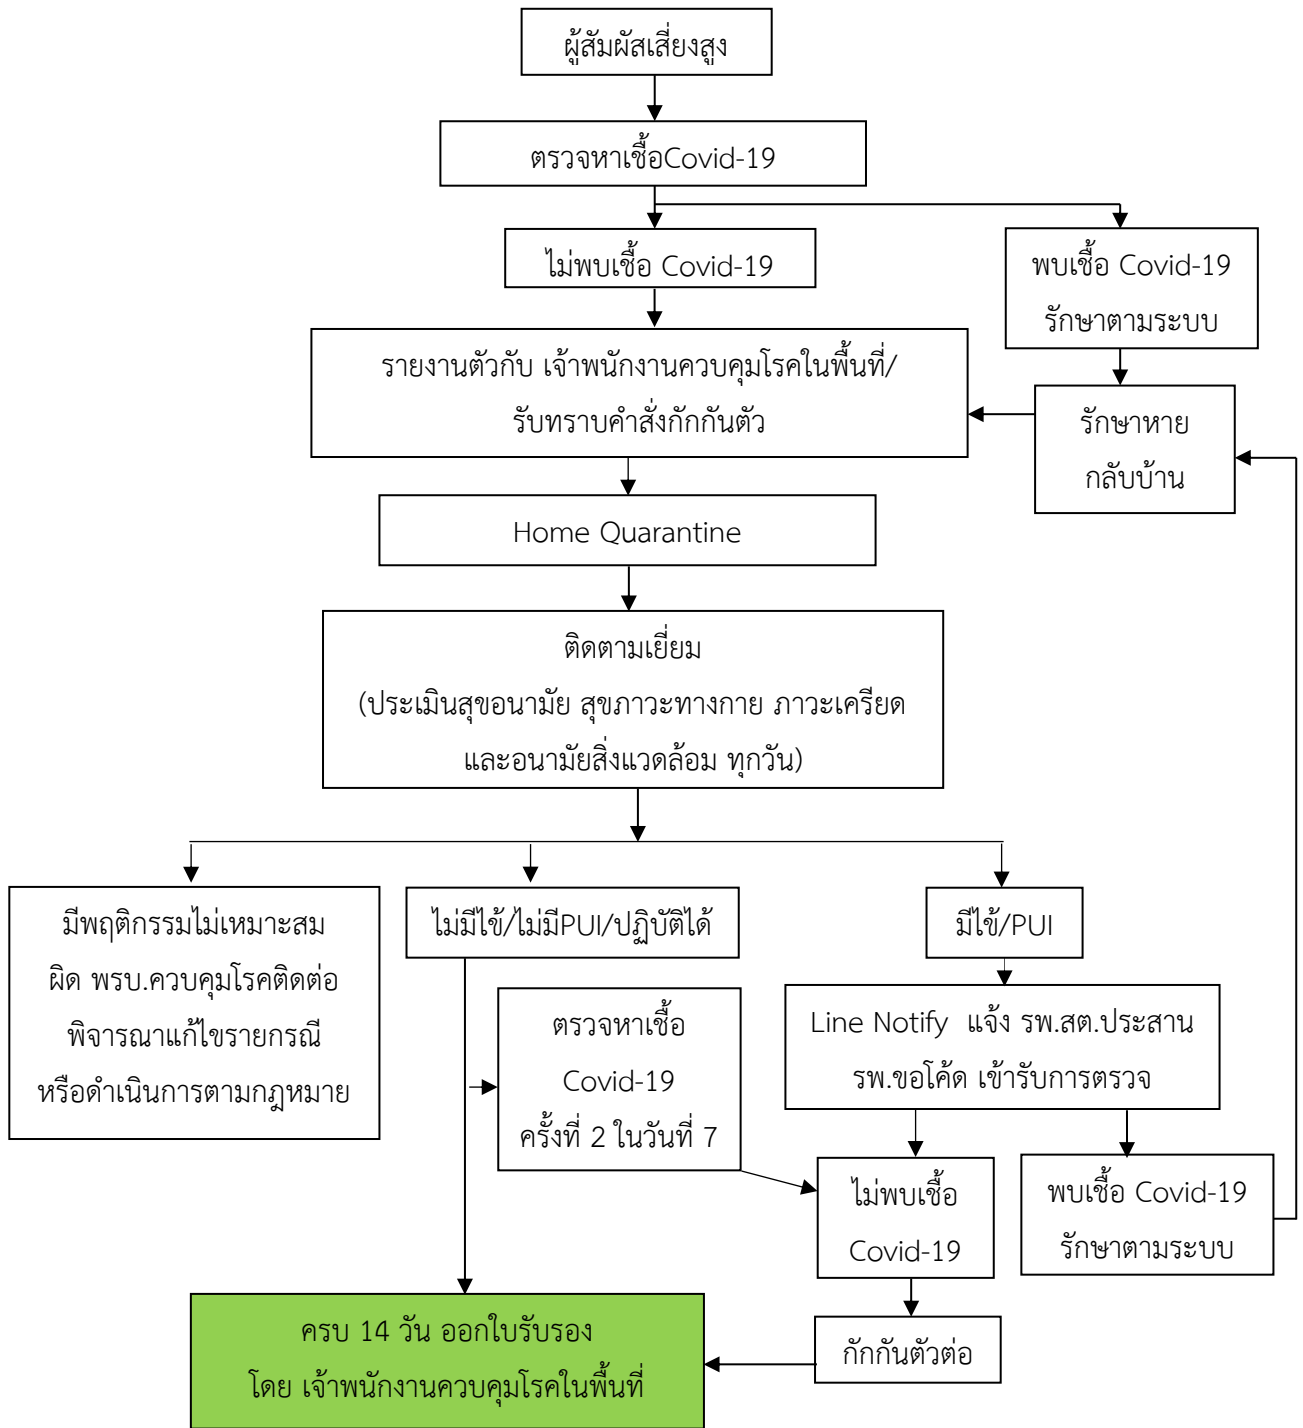 ผู้สัมผัสเสี่ยงสูง
ตรวจหาเชื้อCovid-19
ไม่พบเชื้อ Covid-19
พบเชื้อ Covid-19
รักษาตามระบบ
รายงานตัวกับ เจ้าพนักงานควบคุมโรคในพื้นที่/
รับทราบคำสั่งกักกันตัว
รักษาหาย
กลับบ้าน
Home Quarantine
ติดตามเยี่ยม
(ประเมินสุขอนามัย สุขภาวะทางกาย ภาวะเครียด
และอนามัยสิ่งแวดล้อม ทุกวัน)
มีพฤติกรรมไม่เหมาะสม
ผิด พรบ.ควบคุมโรคติดต่อ
พิจารณาแก้ไขรายกรณี
หรือดำเนินการตามกฎหมาย
ไม่มีไข้/ไม่มีPUI/ปฏิบัติได้
มีไข้/PUI
ตรวจหาเชื้อ
Covid-19
ครั้งที่ 2 ในวันที่ 7
Line Notify แจ้ง รพ.สต.ประสาน
รพ.ขอโค้ด เข้ารับการตรวจ
ไม่พบเชื้อ
Covid-19
พบเชื้อ Covid-19
รักษาตามระบบ
ครบ 14 วัน ออกใบรับรอง
โดย เจ้าพนักงานควบคุมโรคในพื้นที่
กักกันตัวต่อ